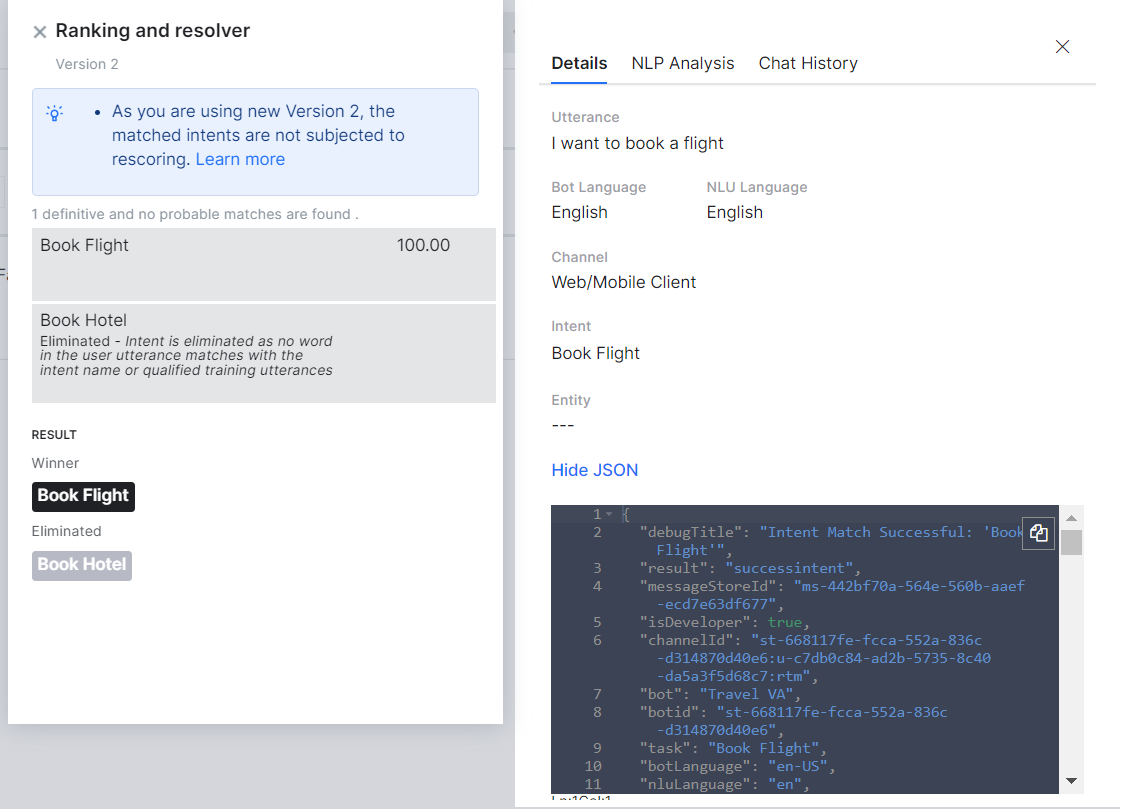 Ranking and resolver
Version 2
• As you are using new Version 2, the
matched intents are not subjected to
rescoring. Learn more
1 definitive and no probable matches are found .
Book Flight 100.00
Book Hotel
Eliminated - Intent is eliminated as no word
in the user utterance matches with the
intent name or qualified training utterances
RESULT
Winner
Book Flight
Eliminated
Book Hotel
Details NLP Analysis Chat History
Utterance
I want to book a flight
Bot Language NLU Language
English English
Channel
Web/Mobile Client
Intent
Book Flight
Entity
---
Hide JSON
1 {
2 "debugTitle": "Intent Match Successful: 'Book
Flight'",
3 "result": "successintent",
4 "messageStoreId": "ms-442bf70a-564e-560b-aaef
-ecd7e63df677",
5 "isDeveloper": true,
6 "channelId": "st-668117fe-fcca-552a-836c
-d314870d40e6:u-c7db0c84-ad2b-5735-8c40
-da5a3f5d68c7:rtm",
7 "bot": "Travel VA",
8 "botid": "st-668117fe-fcca-552a-836c
-d314870d40e6",
9 "task": "Book Flight",
10 "botLanguage": "en-US",
11 "nluLanguage": "en",